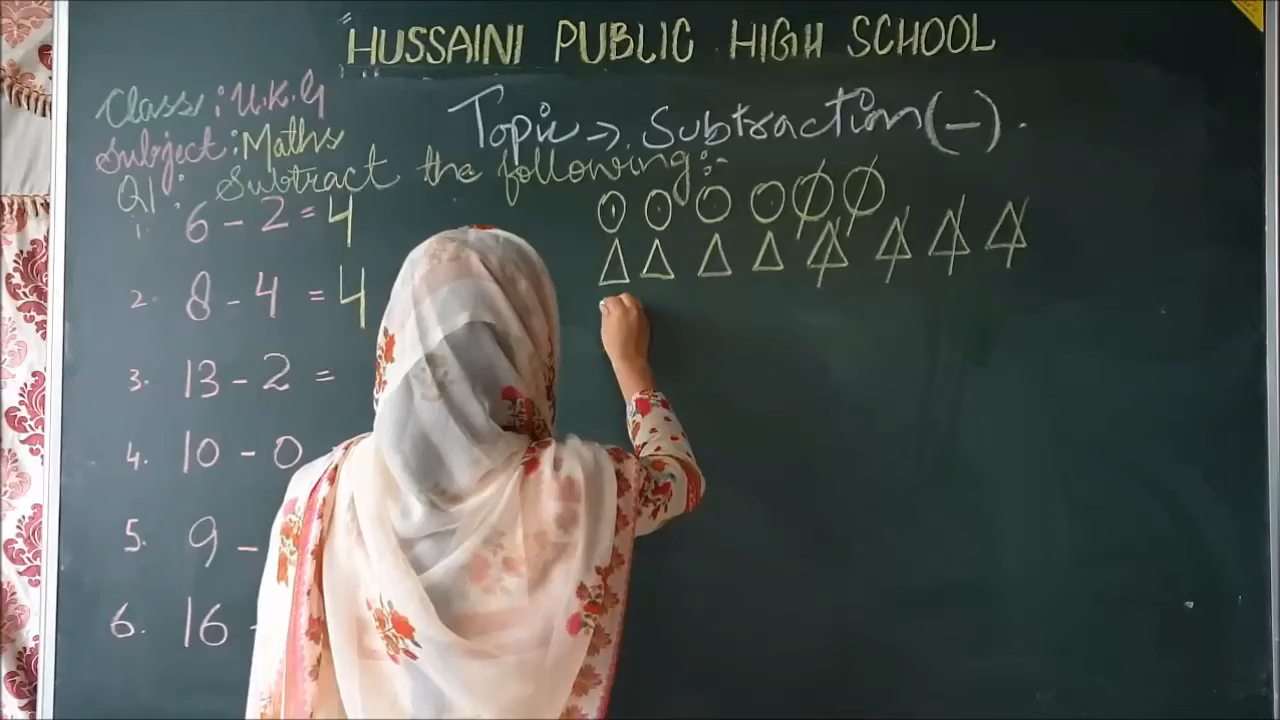 HUSSAINI PUBLIC HIGH SCHOOL
Class: U.K.G
Topic → Subtraction (–).
Subject: Maths
Q1: Subtract the following:-
1. 6 - 2 = 4
2. 8 - 4 = 4
3. 13 - 2 =
4. 10 - 0
5. 9 -
6. 16 -